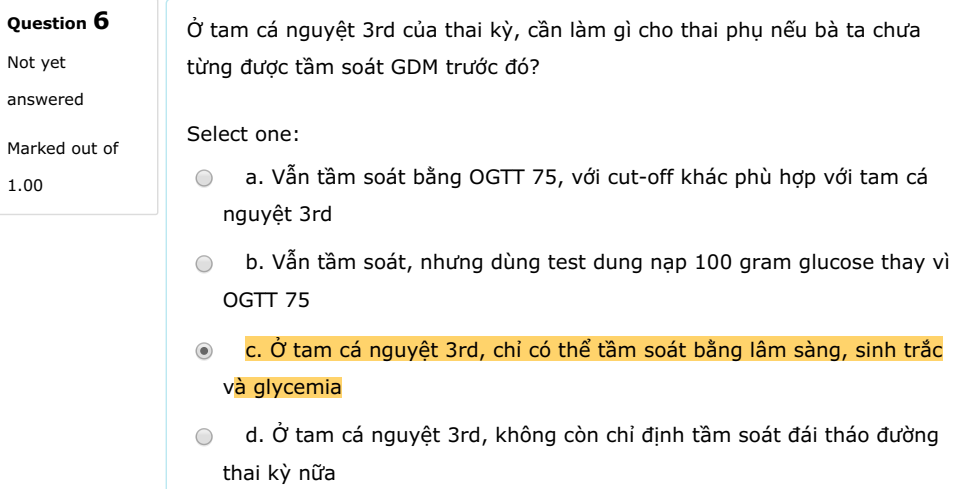 Question 6
Not yet
answered
Marked out of
1.00
Ở tam cá nguyệt 3rd của thai kỳ, cần làm gì cho thai phụ nếu bà ta chưa
từng được tầm soát GDM trước đó?
Select one:
a. Vẫn tầm soát bằng OGTT 75, với cut-off khác phù hợp với tam cá
nguyệt 3rd
b. Vẫn tầm soát, nhưng dùng test dung nạp 100 gram glucose thay vì
OGTT 75
c. Ở tam cá nguyệt 3rd, chỉ có thể tầm soát bằng lâm sàng, sinh trắc
và glycemia
d. Ở tam cá nguyệt 3rd, không còn chỉ định tầm soát đái tháo đường
thai kỳ nữa